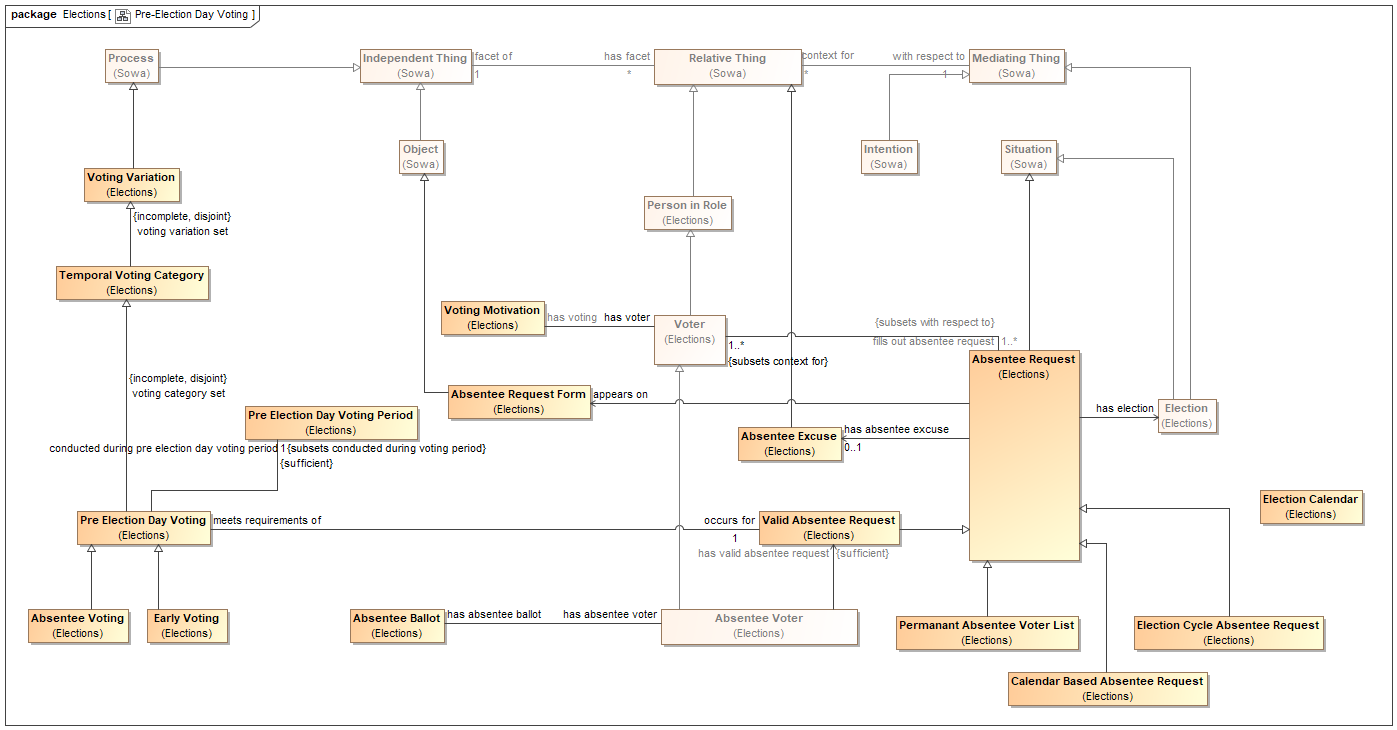 package Elections [ Pre-Election Day Voting ]
Process
(Sowa)
Independent Thing
(Sowa)
facet of
1
has facet
*
Relative Thing
(Sowa)
context for
*
with respect to
1
Mediating Thing
(Sowa)
Object
(Sowa)
Intention
(Sowa)
Situation
(Sowa)
Voting Variation
(Elections)
{incomplete, disjoint}
voting variation set
Person in Role
(Elections)
Temporal Voting Category
(Elections)
Voting Motivation
(Elections)
has voting
has voter
Voter
(Elections)
1..*
{subsets context for}
{subsets with respect to}
fills out absentee request
1..*
Absentee Request
(Elections)
{incomplete, disjoint}
voting category set
Absentee Request Form
(Elections)
appears on
has election
Election
(Elections)
Pre Election Day Voting Period
(Elections)
conducted during pre election day voting period
1
{subsets conducted during voting period}
{sufficient}
Absentee Excuse
(Elections)
has absentee excuse
0..1
Election Calendar
(Elections)
Pre Election Day Voting
(Elections)
meets requirements of
occurs for
1
Valid Absentee Request
(Elections)
has valid absentee request
{sufficient}
Absentee Voting
(Elections)
Early Voting
(Elections)
Absentee Ballot
(Elections)
has absentee ballot
has absentee voter
Absentee Voter
(Elections)
Permanant Absentee Voter List
(Elections)
Election Cycle Absentee Request
(Elections)
Calendar Based Absentee Request
(Elections)